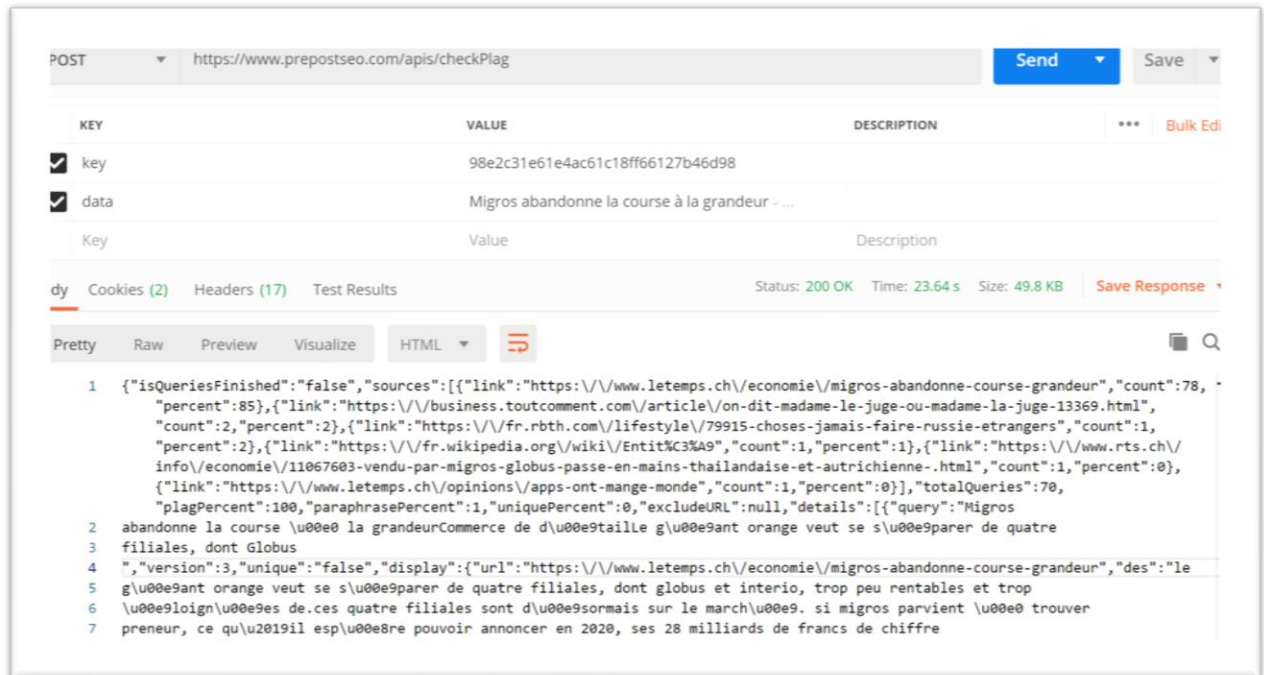 POST https://www.prepostseo.com/apis/checkPlag Send Save
KEY VALUE DESCRIPTION ••• Bulk Edi
key 98e2c31e61e4ac61c18ff66127b46d98
data Migros abandonne la course à la grandeur - ...
Key Value Description
dy Cookies (2) Headers (17) Test Results Status: 200 OK Time: 23.64 s Size: 49.8 KB Save Response
Pretty Raw Preview Visualize HTML
1 {"isQueriesFinished":"false","sources":[{"link":"https:\/\/www.letemps.ch\/economie\/migros-abandonne-course-grandeur","count":78,
"percent":85},{"link":"https:\/\/business.toutcomment.com\/article\/on-dit-madame-le-juge-ou-madame-la-juge-13369.html",
"count":2,"percent":2},{"link":"https:\/\/fr.rbth.com\/lifestyle\/79915-choses-jamais-faire-russie-etrangers","count":1,
"percent":2},{"link":"https:\/\/fr.wikipedia.org\/wiki\/Entit%C3%A9","count":1,"percent":1},{"link":"https:\/\/www.rts.ch\/
info\/economie\/11067603-vendu-par-migros-globus-passe-en-mains-thailandaise-et-autrichienne-.html","count":1,"percent":0},
{"link":"https:\/\/www.letemps.ch\/opinions\/apps-ont-mange-monde","count":1,"percent":0}],"totalQueries":70,
"plagPercent":100,"paraphrasePercent":1,"uniquePercent":0,"excludeURL":null,"details":[{"query":"Migros
2 abandonne la course \u00e0 la grandeurCommerce de d\u00e9tailLe g\u00e9ant orange veut se s\u00e9parer de quatre
3 filiales, dont Globus
4 ","version":3,"unique":"false","display":{"url":"https:\/\/www.letemps.ch\/economie\/migros-abandonne-course-grandeur","des":"le
5 g\u00e9ant orange veut se s\u00e9parer de quatre filiales, dont globus et interio, trop peu rentables et trop
6 \u00e9loign\u00e9es de.ces quatre filiales sont d\u00e9sormais sur le march\u00e9. si migros parvient \u00e0 trouver
7 preneur, ce qu\u2019il esp\u00e8re pouvoir annoncer en 2020, ses 28 milliards de francs de chiffre